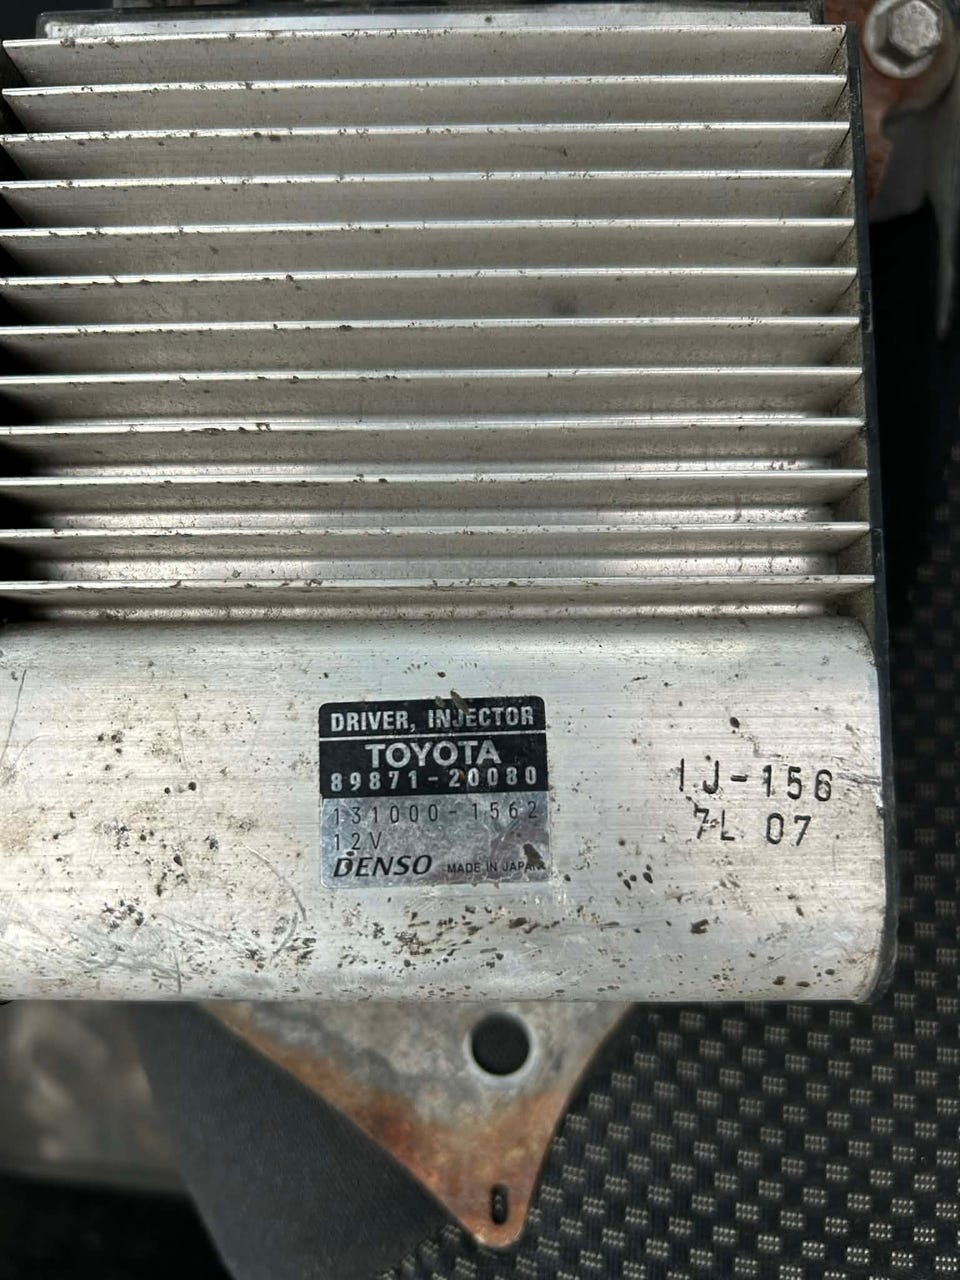 DRIVER, INJECTOR
TOYOTA
89871-20080
131000-1562
12V
DENSO MADE IN JAPAN
1J-156
7L 07